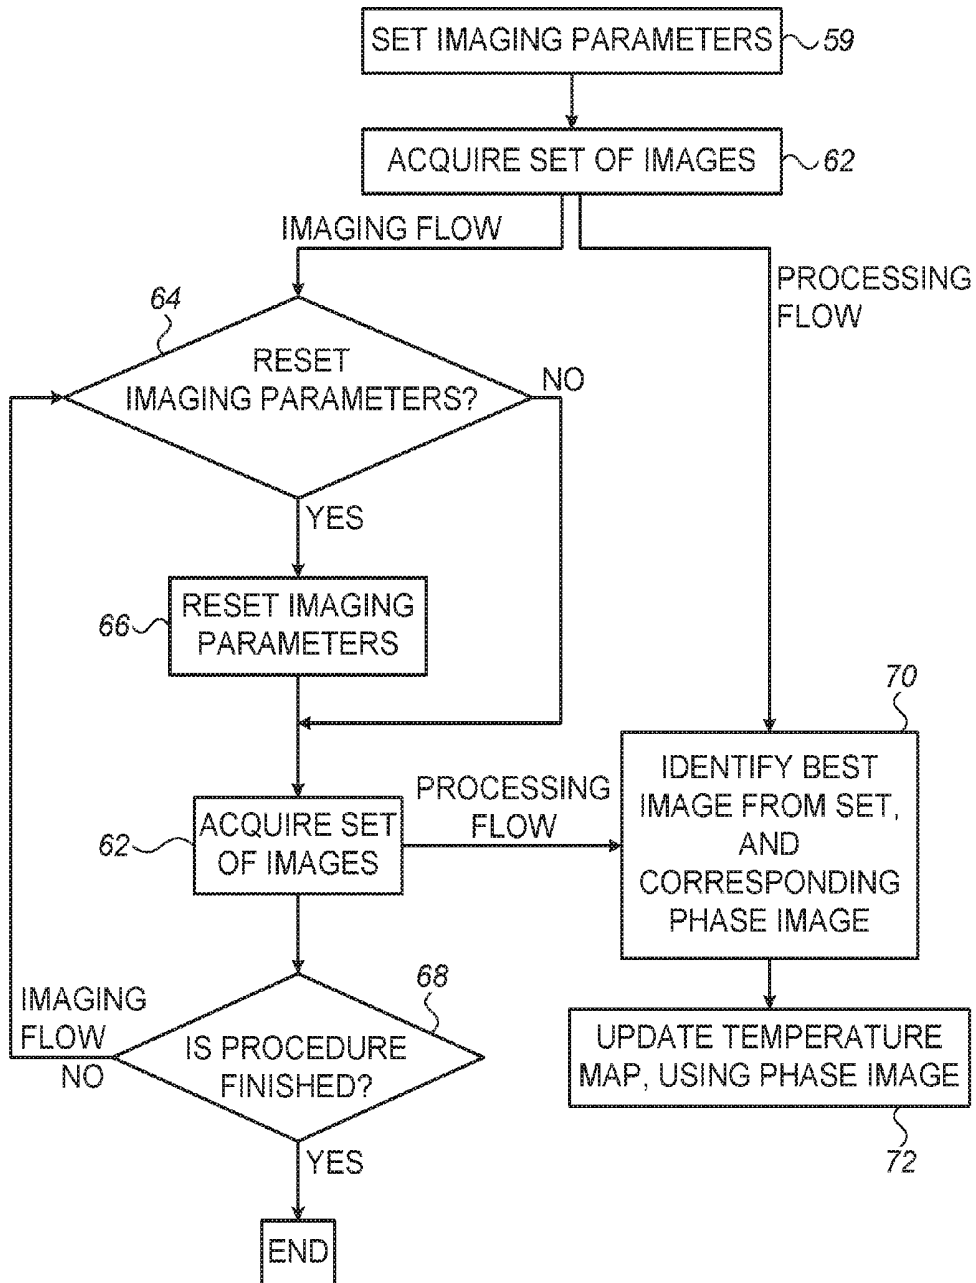 SET IMAGING PARAMETERS
59
ACQUIRE SET OF IMAGES
62
IMAGING FLOW
PROCESSING
FLOW
64
RESET
IMAGING PARAMETERS?
NO
YES
RESET IMAGING
PARAMETERS
66
70
IDENTIFY BEST
IMAGE FROM SET,
AND
CORRESPONDING
PHASE IMAGE
PROCESSING
FLOW
ACQUIRE SET
OF IMAGES
62
68
IMAGING
FLOW
NO
IS PROCEDURE
FINISHED?
UPDATE TEMPERATURE
MAP, USING PHASE IMAGE
72
YES
END